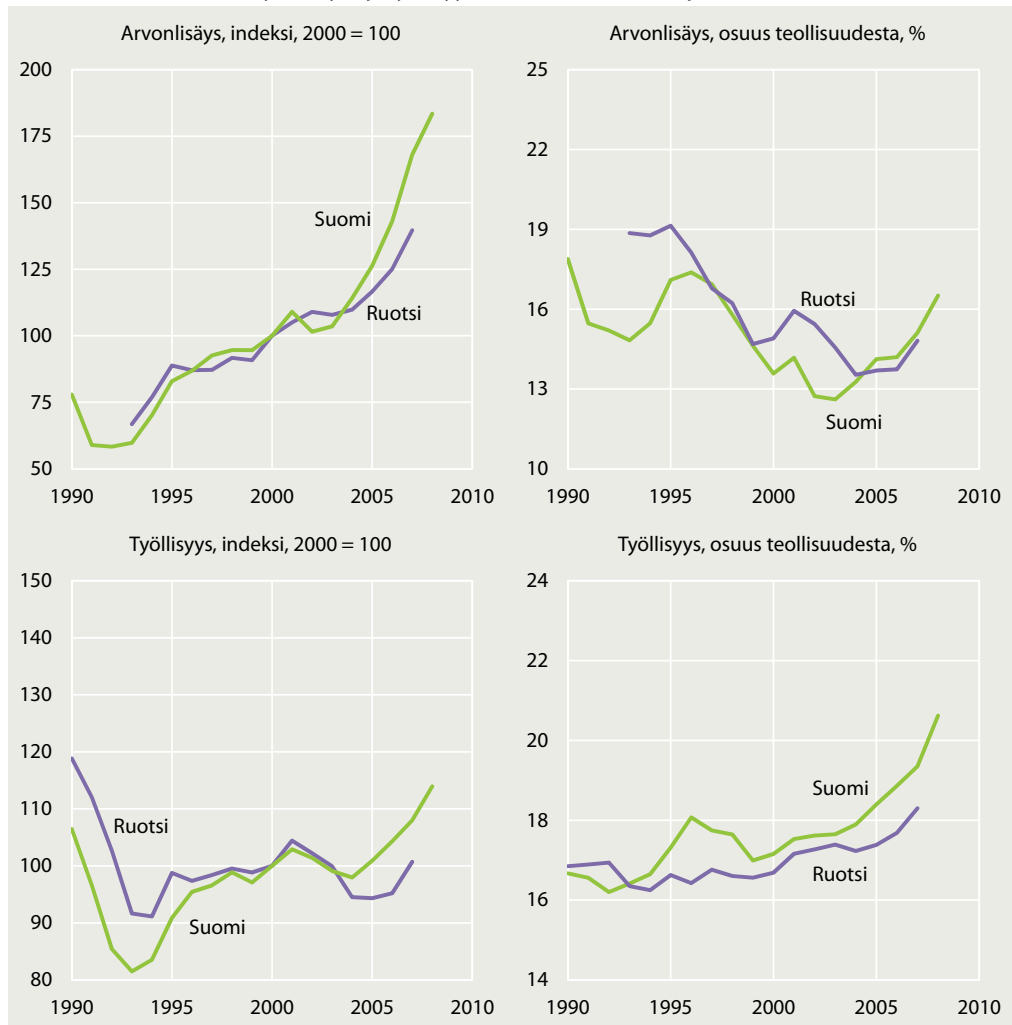 Arvonlisäys, indeksi, 2000 = 100
200
175
150
125
100
75
50
Suomi
Ruotsi
1990 1995 2000 2005 2010
Arvonlisäys, osuus teollisuudesta, %
25
22
19
16
13
10
Ruotsi
Suomi
1990 1995 2000 2005 2010
Työllisyys, indeksi, 2000 = 100
150
140
130
120
110
100
90
80
Ruotsi
Suomi
1990 1995 2000 2005 2010
Työllisyys, osuus teollisuudesta, %
24
22
20
18
16
14
Suomi
Ruotsi
1990 1995 2000 2005 2010